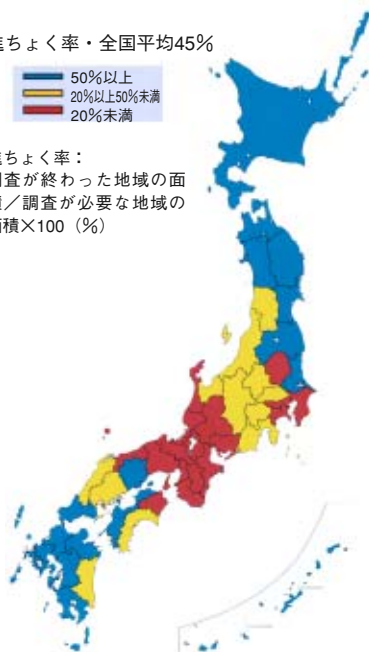 ちょく率・全国平均45％
50％以上
20％以上50％未満
20％未満
ちょく率：
査が終わった地域の面
／調査が必要な地域の
積×100（％）